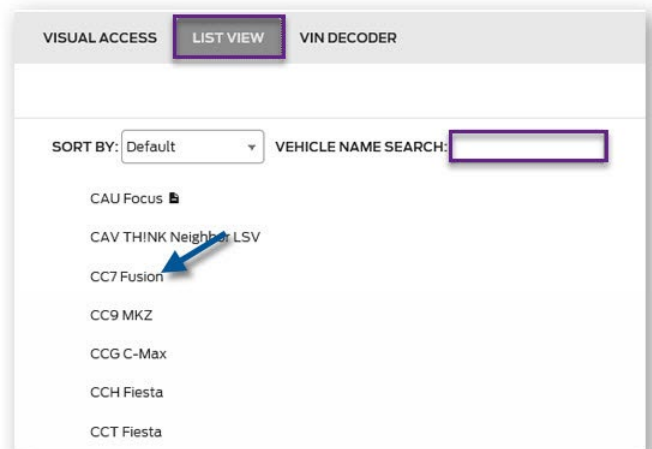 VISUAL ACCESS LIST VIEW VIN DECODER
SORT BY: Default VEHICLE NAME SEARCH:
CAU Focus
CAV TH!NK Neighbor LSV
CC7 Fusion
CC9 MKZ
CCG C-Max
CCH Fiesta
CCT Fiesta